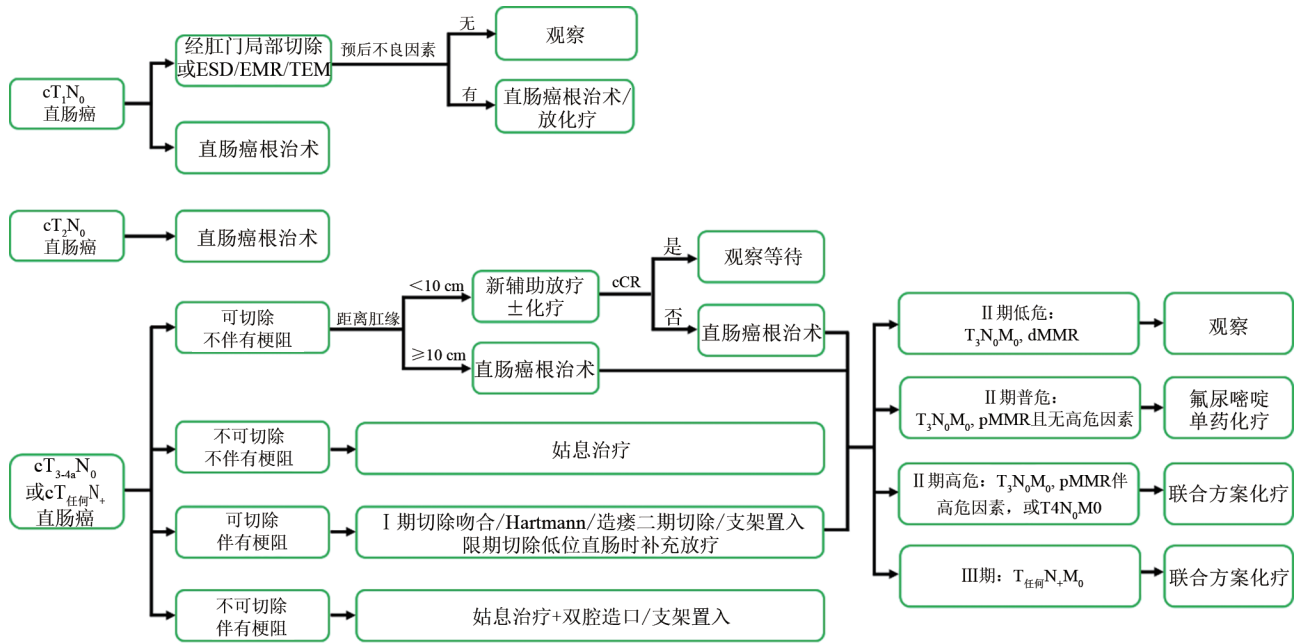 cT₁N₀
直肠癌
经肛门局部切除
或ESD/EMR/TEM
预后不良因素
无
观察
有
直肠癌根治术/
放化疗
直肠癌根治术
cT₂N₀
直肠癌
直肠癌根治术
cT₃₋₄ₐN₀
或cT任何N₊
直肠癌
可切除
不伴有梗阻
距离肛缘
<10 cm
新辅助放疗
±化疗
cCR
是
观察等待
否
直肠癌根治术
≥10 cm
直肠癌根治术
不可切除
不伴有梗阻
姑息治疗
可切除
伴有梗阻
Ⅰ期切除吻合/Hartmann/造瘘二期切除/支架置入
限期切除低位直肠时补充放疗
不可切除
伴有梗阻
姑息治疗+双腔造口/支架置入
Ⅱ期低危：
T₃N₀M₀, dMMR
观察
Ⅱ期普危：
T₃N₀M₀, pMMR且无高危因素
氟尿嘧啶
单药化疗
Ⅱ期高危：T₃N₀M₀, pMMR伴
高危因素，或T4N₀M0
联合方案化疗
Ⅲ期：T任何N₊M₀
联合方案化疗